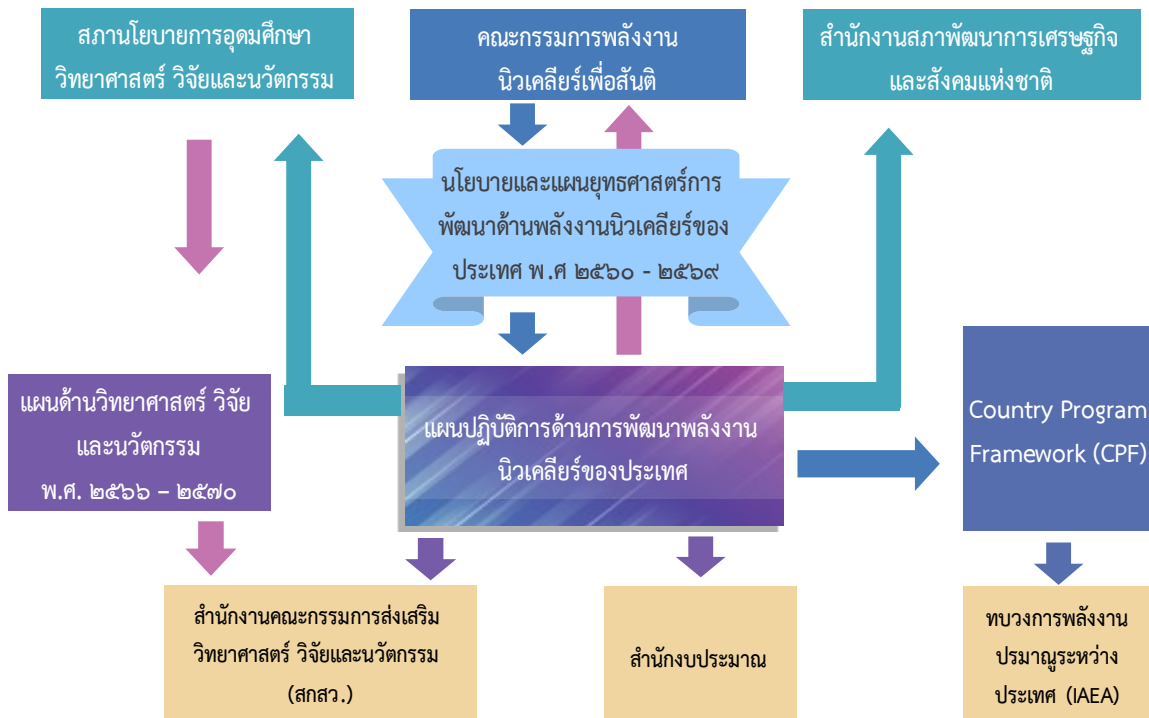 สภานโยบายการอุดมศึกษา
วิทยาศาสตร์ วิจัยและนวัตกรรม
คณะกรรมการพลังงาน
นิวเคลียร์เพื่อสันติ
สำนักงานสภาพัฒนาการเศรษฐกิจ
และสังคมแห่งชาติ
นโยบายและแผนยุทธศาสตร์การ
พัฒนาด้านพลังงานนิวเคลียร์ของ
ประเทศ พ.ศ ๒๕๖๐ - ๒๕๖๙
แผนด้านวิทยาศาสตร์ วิจัย
และนวัตกรรม
พ.ศ. ๒๕๖๖ – ๒๕๗๐
แผนปฏิบัติการด้านการพัฒนาพลังงาน
นิวเคลียร์ของประเทศ
Country Program
Framework (CPF)
สำนักงานคณะกรรมการส่งเสริม
วิทยาศาสตร์ วิจัยและนวัตกรรม
(สกสว.)
สำนักงบประมาณ
ทบวงการพลังงาน
ปรมาณูระหว่าง
ประเทศ (IAEA)